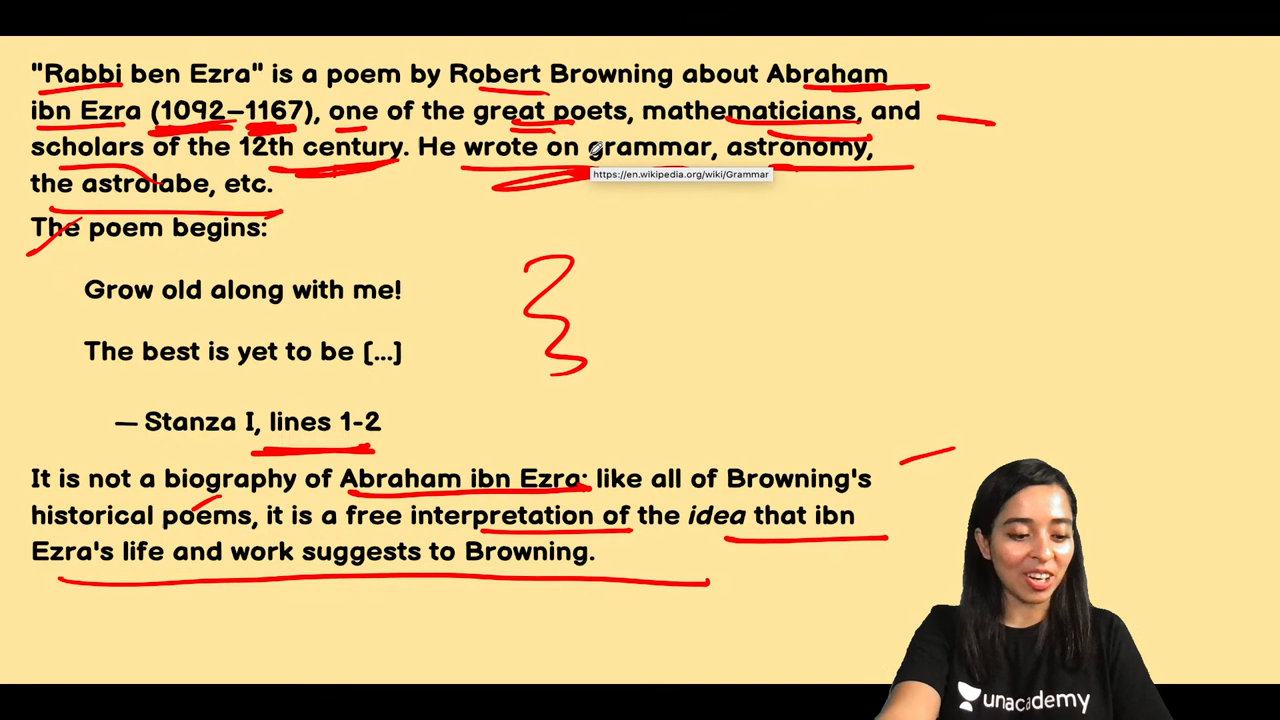 "Rabbi ben Ezra" is a poem by Robert Browning about Abraham
ibn Ezra (1092–1167), one of the great poets, mathematicians, and
scholars of the 12th century. He wrote on grammar, astronomy,
https://en.wikipedia.org/wiki/Grammar
the astrolabe, etc.
The poem begins:
Grow old along with me!
The best is yet to be [...]
— Stanza I, lines 1-2
It is not a biography of Abraham ibn Ezra; like all of Browning's
historical poems, it is a free interpretation of the idea that ibn
Ezra's life and work suggests to Browning.
unacademy